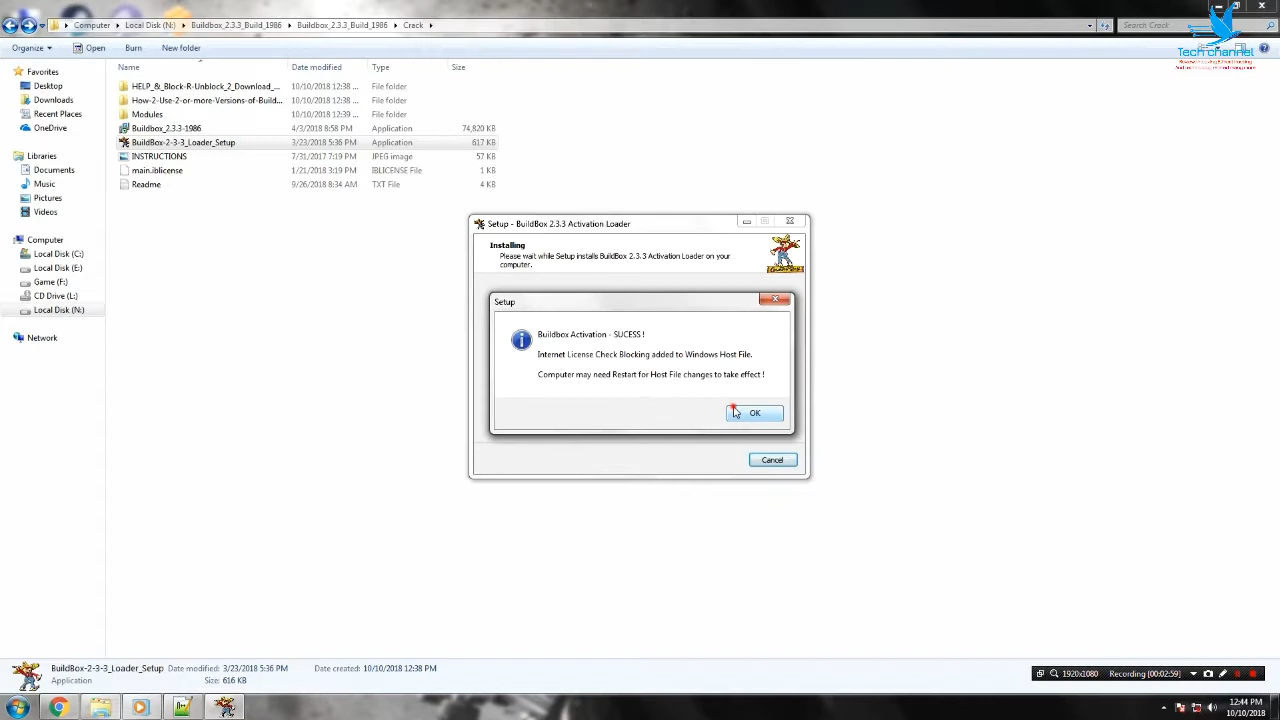 Computer ▸ Local Disk (N:) ▸ Buildbox_2.3.3_Build_1986 ▸ Buildbox_2.3.3_Build_1986 ▸ Crack ▸
Search Crack
Organize Open Burn New folder
Tech channel
Name Date modified Type Size
Favorites
Desktop
Downloads
Recent Places
OneDrive
Libraries
Documents
Music
Pictures
Videos
Computer
Local Disk (C:)
Local Disk (E:)
Game (F:)
CD Drive (L:)
Local Disk (N:)
Network
HELP_&_Block-R-Unblock_2_Download_... 10/10/2018 12:38 ... File folder
How-2-Use-2-or-more-Versions-of-Build... 10/10/2018 12:38 ... File folder
Modules 10/10/2018 12:39 ... File folder
Buildbox_2.3.3-1986 4/3/2018 8:58 PM Application 74,820 KB
BuildBox-2-3-3_Loader_Setup 3/23/2018 5:36 PM Application 617 KB
INSTRUCTIONS 7/31/2017 7:19 PM JPEG image 57 KB
main.iblicense 1/21/2018 3:19 PM IBLICENSE File 1 KB
Readme 9/26/2018 8:34 AM TXT File 4 KB
Setup - BuildBox 2.3.3 Activation Loader
Installing
Please wait while Setup installs BuildBox 2.3.3 Activation Loader on your
computer.
Setup
Buildbox Activation - SUCESS !
Internet License Check Blocking added to Windows Host File.
Computer may need Restart for Host File changes to take effect !
OK
Cancel
BuildBox-2-3-3_Loader_Setup Date modified: 3/23/2018 5:36 PM Date created: 10/10/2018 12:38 PM
Application Size: 616 KB
1920x1080 Recording [00:02:59]
12:44 PM
10/10/2018